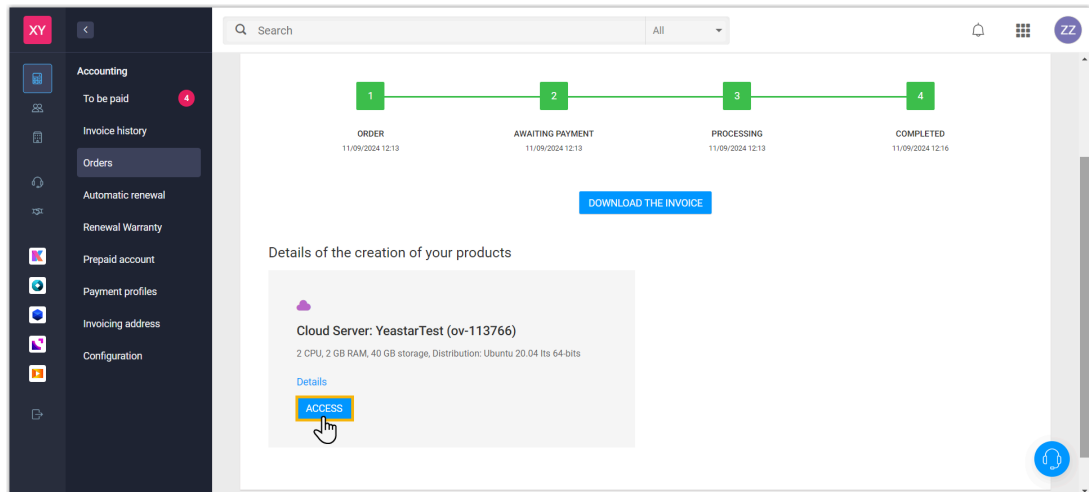 XY
Search
All
ZZ
Accounting
To be paid
4
Invoice history
Orders
Automatic renewal
Renewal Warranty
Prepaid account
Payment profiles
Invoicing address
Configuration
1
2
3
4
ORDER
AWAITING PAYMENT
PROCESSING
COMPLETED
11/09/2024 12:13
11/09/2024 12:13
11/09/2024 12:13
11/09/2024 12:16
DOWNLOAD THE INVOICE
Details of the creation of your products
Cloud Server: YeastarTest (ov-113766)
2 CPU, 2 GB RAM, 40 GB storage, Distribution: Ubuntu 20.04 lts 64-bits
Details
ACCESS